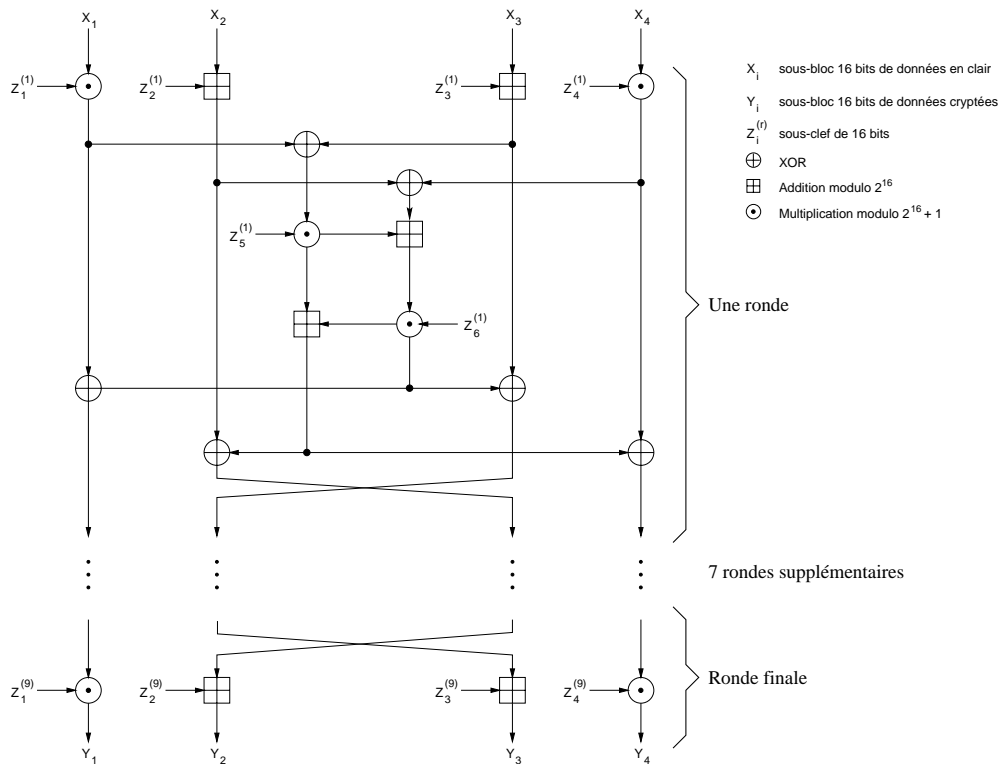 X1 X2 X3 X4
Z1(1) Z2(1) Z3(1) Z4(1)
Xi sous-bloc 16 bits de données en clair
Yi sous-bloc 16 bits de données cryptées
Zi(r) sous-clef de 16 bits
XOR
Addition modulo 2^16
Multiplication modulo 2^16 + 1
Z5(1)
Z6(1)
Une ronde
7 rondes supplémentaires
Z1(9) Z2(9) Z3(9) Z4(9)
Ronde finale
Y1 Y2 Y3 Y4